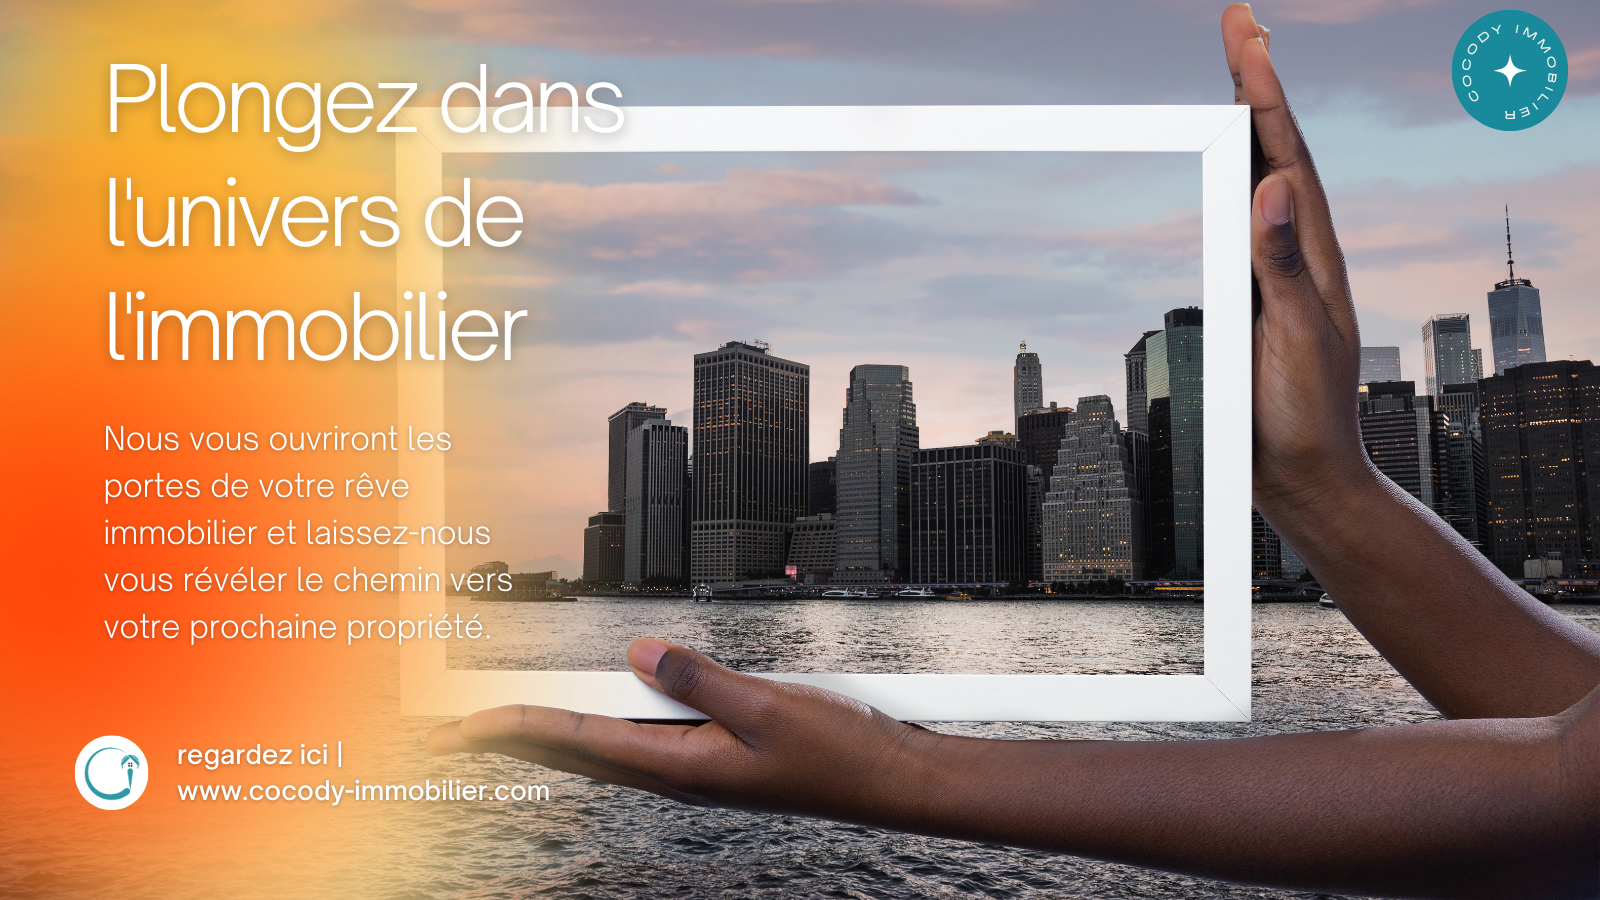 Plongez dans
l'univers de
l'immobilier
COCODY IMMOBILIER
Nous vous ouvriront les
portes de votre rêve
immobilier et laissez-nous
vous révéler le chemin vers
votre prochaine propriété.
regardez ici |
www.cocody-immobilier.com